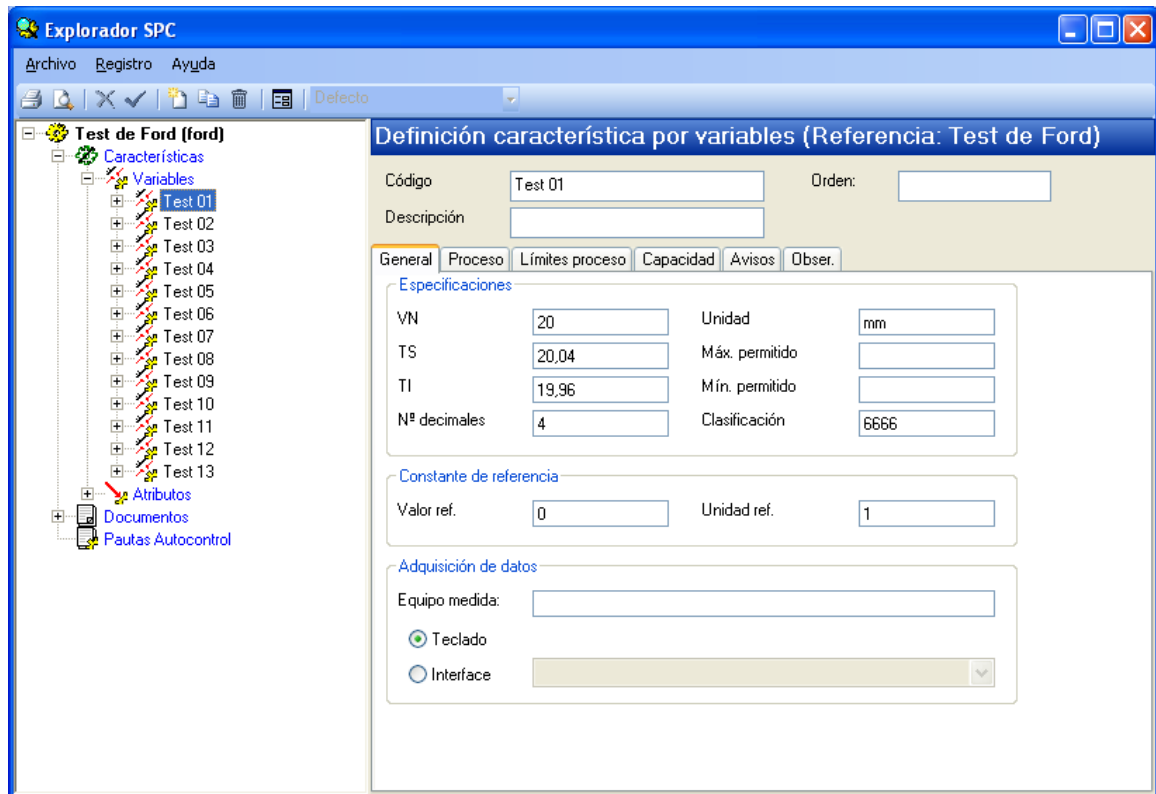 Explorador SPC
Archivo Registro Ayuda
Defecto
Test de Ford (ford)
Características
Variables
Test 01
Test 02
Test 03
Test 04
Test 05
Test 06
Test 07
Test 08
Test 09
Test 10
Test 11
Test 12
Test 13
Atributos
Documentos
Pautas Autocontrol
Definición característica por variables (Referencia: Test de Ford)
Código Test 01 Orden:
Descripción
General Proceso Límites proceso Capacidad Avisos Obser.
Especificaciones
VN 20 Unidad mm
TS 20,04 Máx. permitido
TI 19,96 Mín. permitido
Nº decimales 4 Clasificación 6666
Constante de referencia
Valor ref. 0 Unidad ref. 1
Adquisición de datos
Equipo medida:
Teclado
Interface